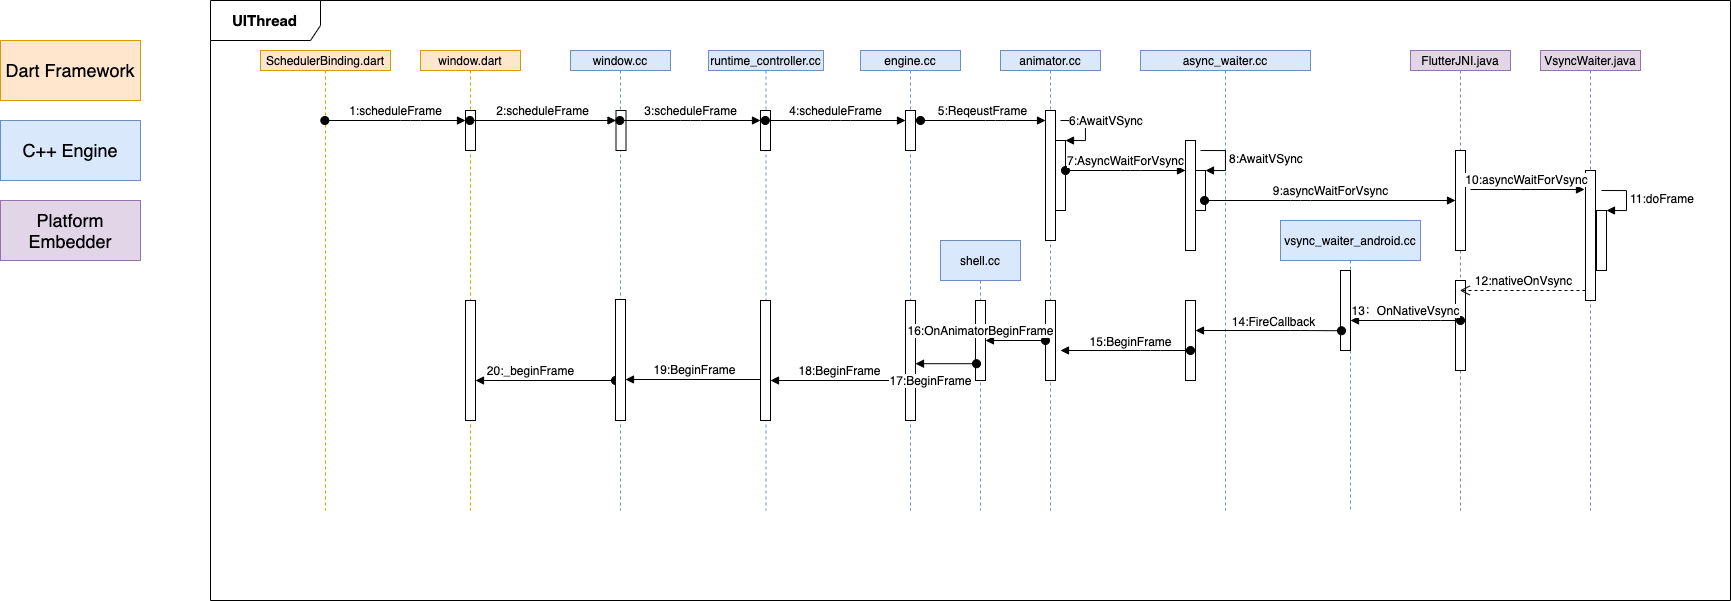 UIThread
Dart Framework
C++ Engine
Platform
Embedder
SchedulerBinding.dart
window.dart
window.cc
runtime_controller.cc
engine.cc
animator.cc
async_waiter.cc
FlutterJNI.java
VsyncWaiter.java
1:scheduleFrame
2:scheduleFrame
3:scheduleFrame
4:scheduleFrame
5:ReqeustFrame
6:AwaitVSync
7:AsyncWaitForVsync
8:AwaitVSync
9:asyncWaitForVsync
10:asyncWaitForVsync
11:doFrame
shell.cc
vsync_waiter_android.cc
12:nativeOnVsync
13：OnNativeVsync
14:FireCallback
15:BeginFrame
16:OnAnimatorBeginFrame
17:BeginFrame
18:BeginFrame
19:BeginFrame
20:_beginFrame